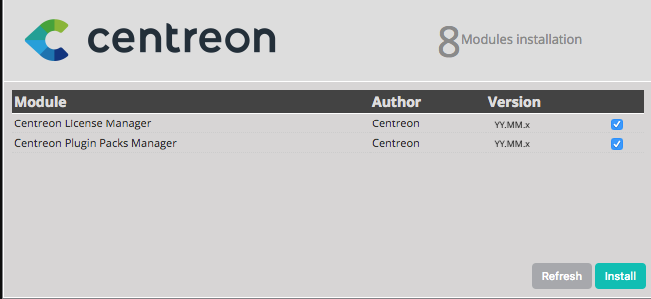 centreon
8 Modules installation
Module Author Version
Centreon License Manager Centreon YY.MM.x
Centreon Plugin Packs Manager Centreon YY.MM.x
Refresh Install